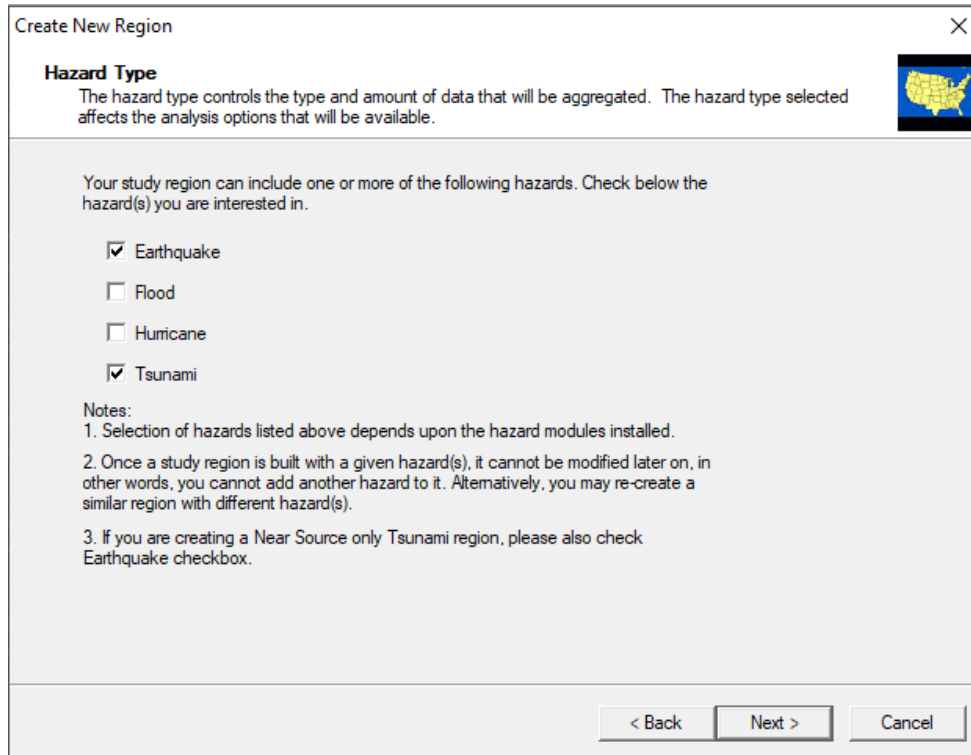 Create New Region
Hazard Type
The hazard type controls the type and amount of data that will be aggregated. The hazard type selected
affects the analysis options that will be available.
Your study region can include one or more of the following hazards. Check below the
hazard(s) you are interested in.
Earthquake
Flood
Hurricane
Tsunami
Notes:
1. Selection of hazards listed above depends upon the hazard modules installed.
2. Once a study region is built with a given hazard(s), it cannot be modified later on, in
other words, you cannot add another hazard to it. Alternatively, you may re-create a
similar region with different hazard(s).
3. If you are creating a Near Source only Tsunami region, please also check
Earthquake checkbox.
< Back
Next >
Cancel